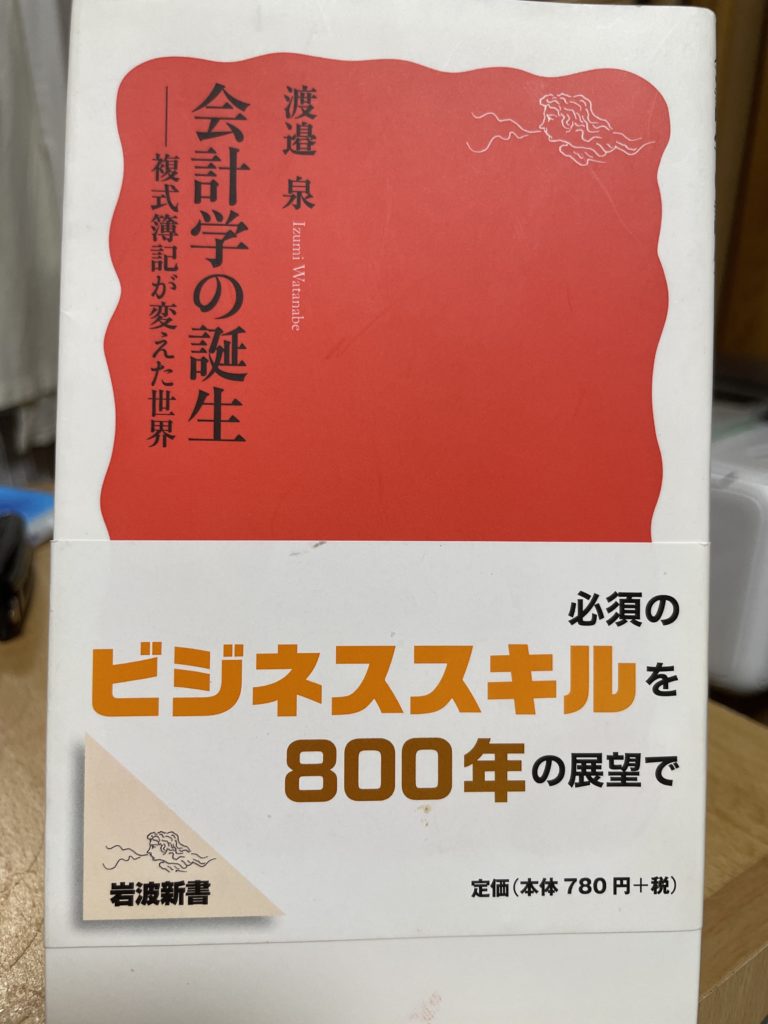 渡邉 泉
Izumi Watanabe
会計学の誕生
——複式簿記が変えた世界
必須の
ビジネススキルを
800年の展望で
岩波新書
定価(本体 780 円+税)